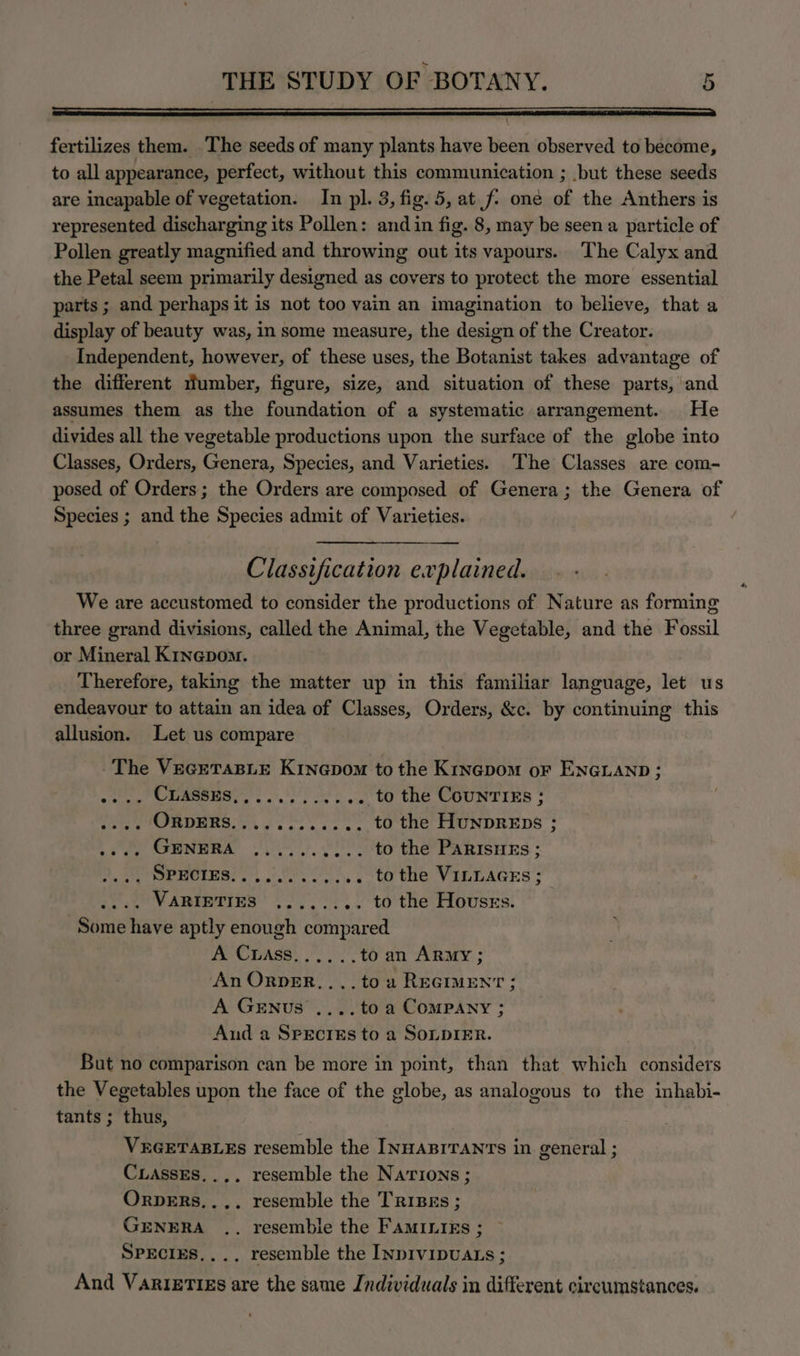 THE STUDY OF BOTANY. 5
fertilizes them. The seeds of many plants have been observed to become,
to all appearance, perfect, without this communication ; but these seeds
are incapable of vegetation. In pl. 3, fig. 5, at f. one of the Anthers is
represented discharging its Pollen: and in fig. 8, may be seen a particle of
Pollen greatly magnified and throwing out its vapours. The Calyx and
the Petal seem primarily designed as covers to protect the more essential
parts ; and perhaps it is not too vain an imagination to believe, that a
display of beauty was, in some measure, the design of the Creator.
Independent, however, of these uses, the Botanist takes advantage of
the different number, figure, size, and situation of these parts, and
assumes them as the foundation of a systematic arrangement. He
divides all the vegetable productions upon the surface of the globe into
Classes, Orders, Genera, Species, and Varieties. The Classes are com-
posed of Orders ; the Orders are composed of Genera ; the Genera of
Species ; and the Species admit of Varieties.
Classification explained.
We are accustomed to consider the productions of Nature as forming
three grand divisions, called the Animal, the Vegetable, and the Fossil
or Mineral KINGDOM.
Therefore, taking the matter up in this familiar language, let us
endeavour to attain an idea of Classes, Orders, &c. by continuing this
allusion. Let us compare
The VEGETABLE KINGDOM to the KINGDOM OF ENGLAND ;
.... CLASSES............ to the COUNTIES ;
.... ORDERS............ to the HUNDREDS ;
.... GENERA .......... to the PARISHES ;
.... SPECIES............ to the VILLAGES ;
.... VARIETIES ........ to the HOUSES.
Some have aptly enough compared
A CLASS...... to an ARMY ;
An ORDER.... to a REGIMENT ;
A GENUS .... to a COMPANY ;
And a SPECIES to a SOLDIER.
But no comparison can be more in point, than that which considers
the Vegetables upon the face of the globe, as analogous to the inhabi-
tants ; thus,
VEGETABLES resemble the INHABITANTS in general ;
CLASSES.... resemble the NATIONS ;
ORDERS.... resemble the TRIBES ;
GENERA .. resemble the FAMILIES ;
SPECIES.... resemble the INDIVIDUALS ;
And VARIETIES are the same Individuals in different circumstances.